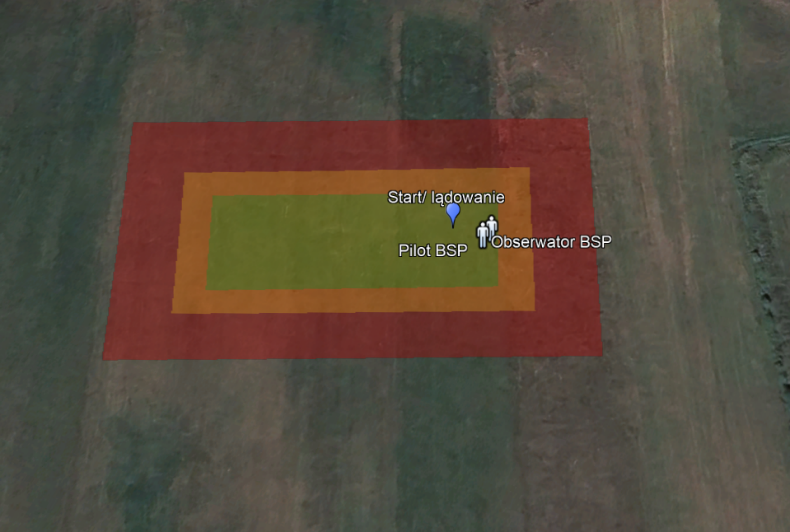 Start/ lądowanie
Pilot BSP
Obserwator BSP